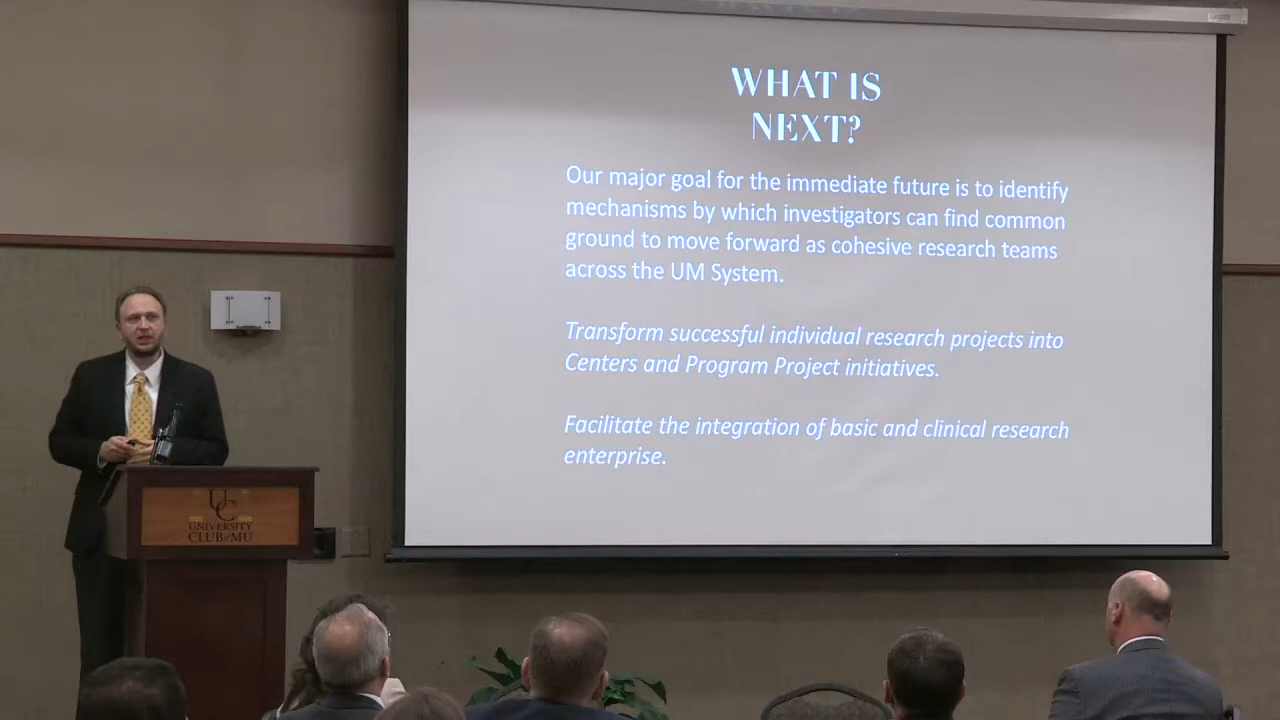 WHAT IS
NEXT?
Our major goal for the immediate future is to identify
mechanisms by which investigators can find common
ground to move forward as cohesive research teams
across the UM System.
Transform successful individual research projects into
Centers and Program Project initiatives.
Facilitate the integration of basic and clinical research
enterprise.
UC
UNIVERSITY
CLUB of MU